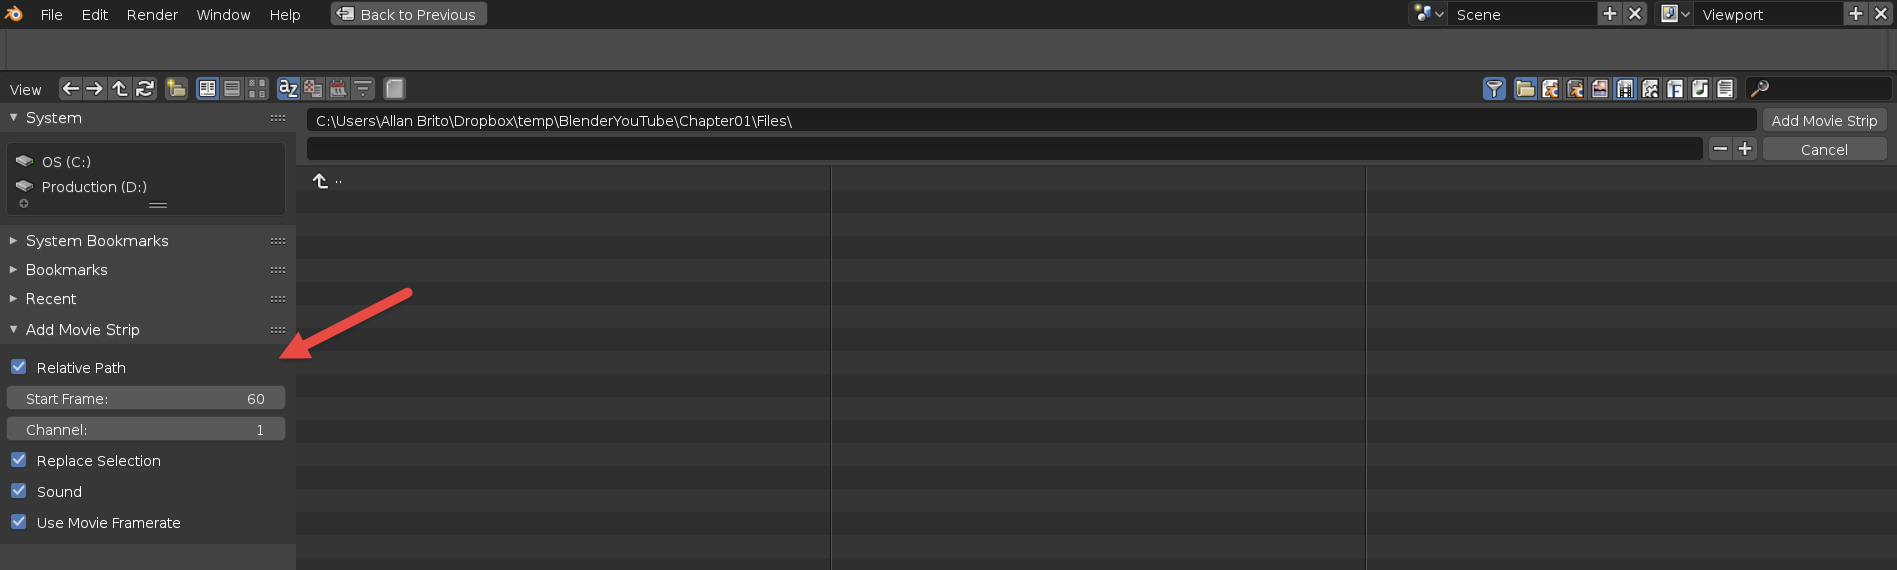 File Edit Render Window Help Back to Previous Scene Viewport
View
System
C:\Users\Allan Brito\Dropbox\temp\BlenderYouTube\Chapter01\Files\ Add Movie Strip
Cancel
OS (C:)
Production (D:)
..
System Bookmarks
Bookmarks
Recent
Add Movie Strip
Relative Path
Start Frame: 60
Channel: 1
Replace Selection
Sound
Use Movie Framerate